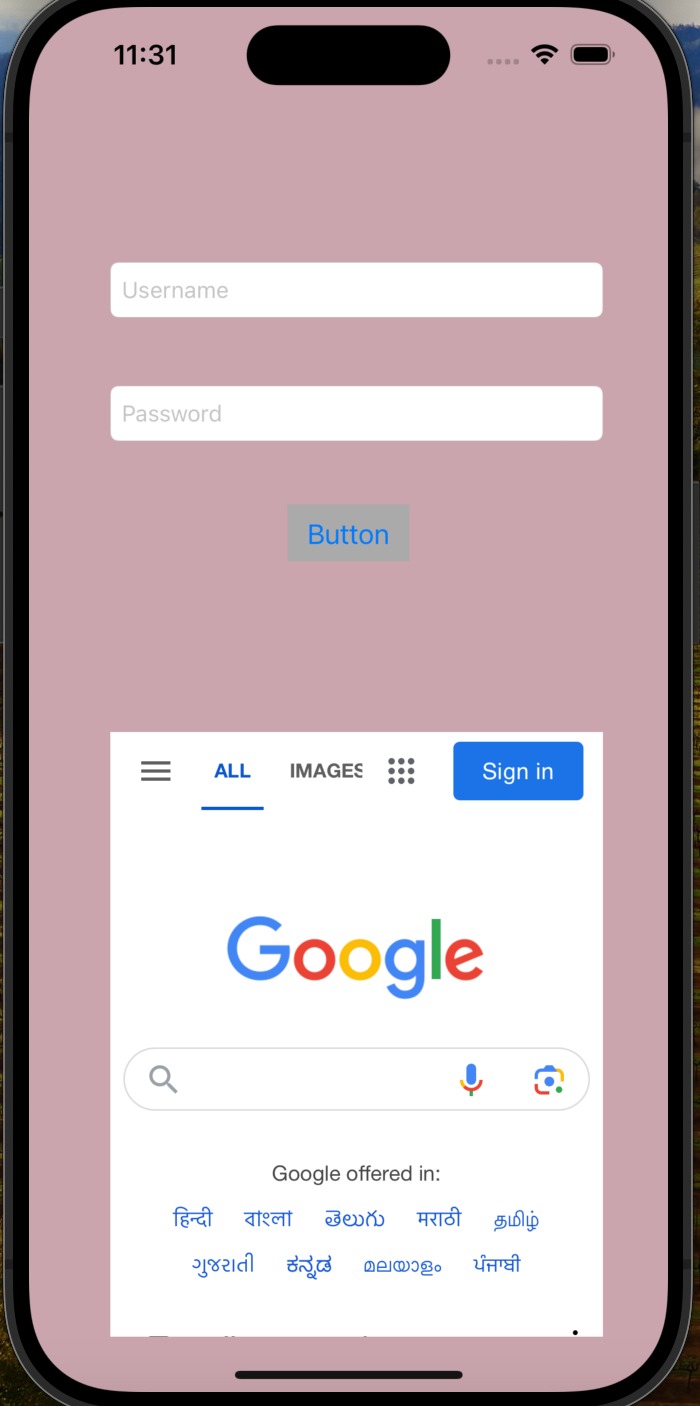 11:31
Username
Password
Button
ALL IMAGES Sign in
Google
Google offered in:
हिन्दी বাংলা తెలుగు मराठी தமிழ்
ગુજરાતી ಕನ್ನಡ മലയാളം ਪੰਜਾਬੀ